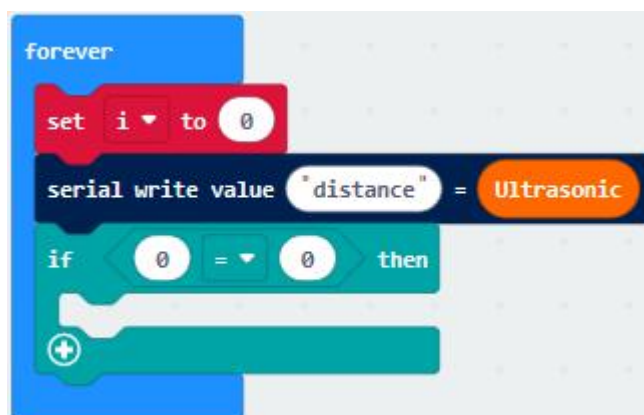 forever
set i to 0
serial write value "distance" = Ultrasonic
if 0 = 0 then